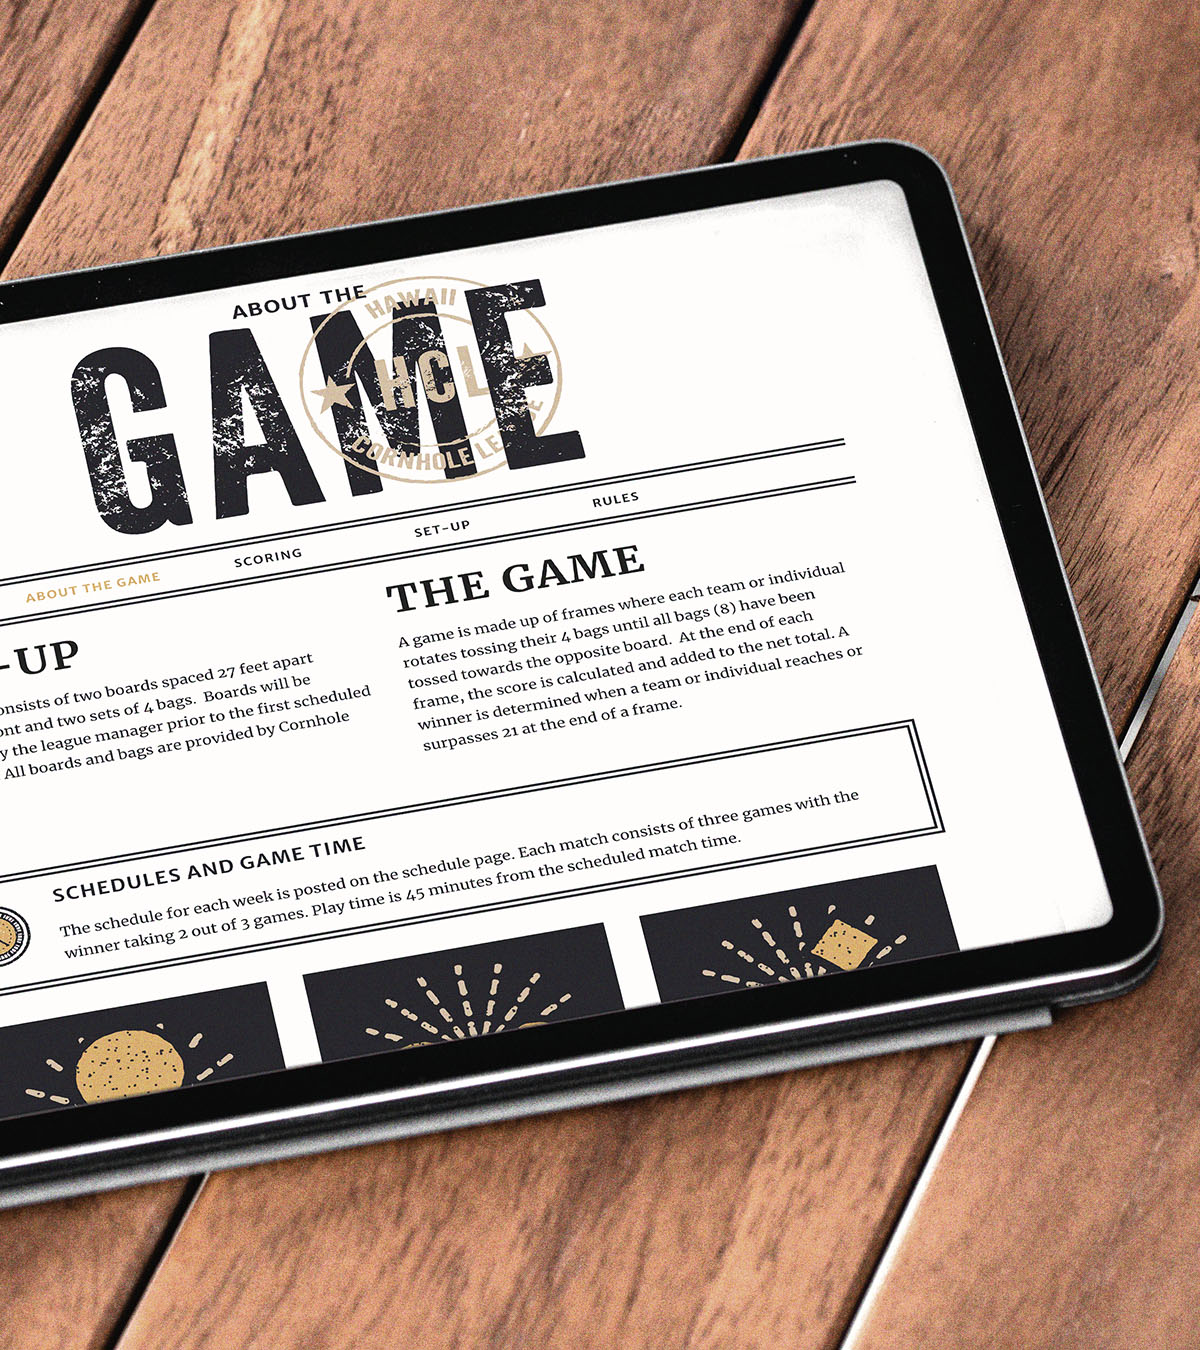 ABOUT THE
GAME
HAWAII
HCL
CORNHOLE LE SE
ABOUT THE GAME
SCORING
SET-UP
RULES
-UP
onsists of two boards spaced 27 feet apart
ont and two sets of 4 bags. Boards will be
y the league manager prior to the first scheduled
. All boards and bags are provided by Cornhole
THE GAME
A game is made up of frames where each team or individual
rotates tossing their 4 bags until all bags (8) have been
tossed towards the opposite board. At the end of each
frame, the score is calculated and added to the net total. A
winner is determined when a team or individual reaches or
surpasses 21 at the end of a frame.
SCHEDULES AND GAME TIME
The schedule for each week is posted on the schedule page. Each match consists of three games with the
winner taking 2 out of 3 games. Play time is 45 minutes from the scheduled match time.